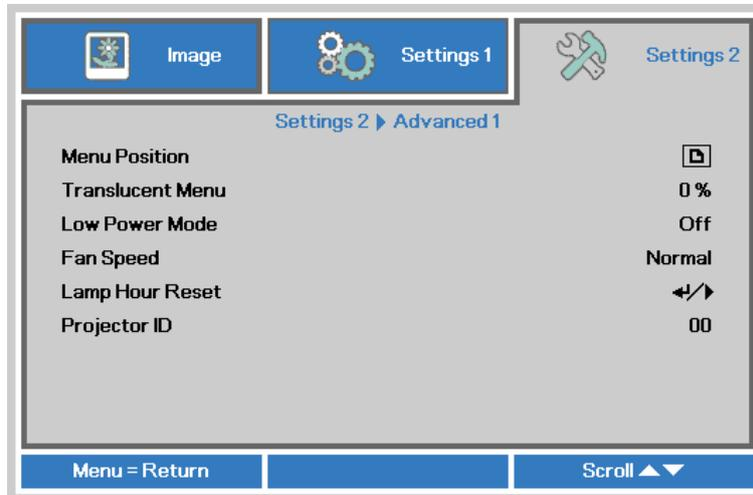 Image
Settings 1
Settings 2
Settings 2 Advanced 1
Menu Position
Translucent Menu 0 %
Low Power Mode Off
Fan Speed Normal
Lamp Hour Reset /
Projector ID 00
Menu = Return
Scroll